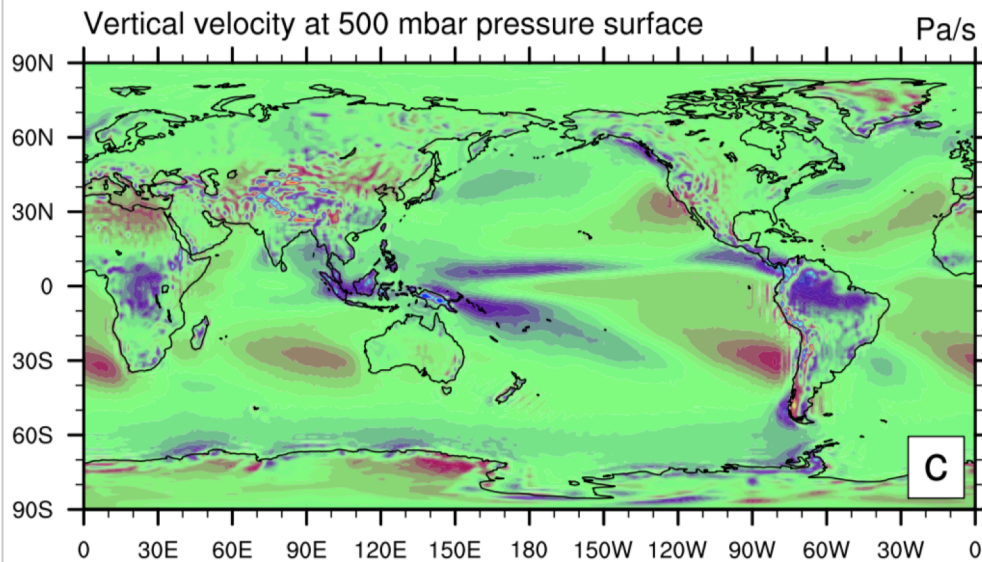 Vertical velocity at 500 mbar pressure surface
Pa/s
90N
60N
30N
0
30S
60S
90S
C
0 30E 60E 90E 120E 150E 180 150W 120W 90W 60W 30W 0